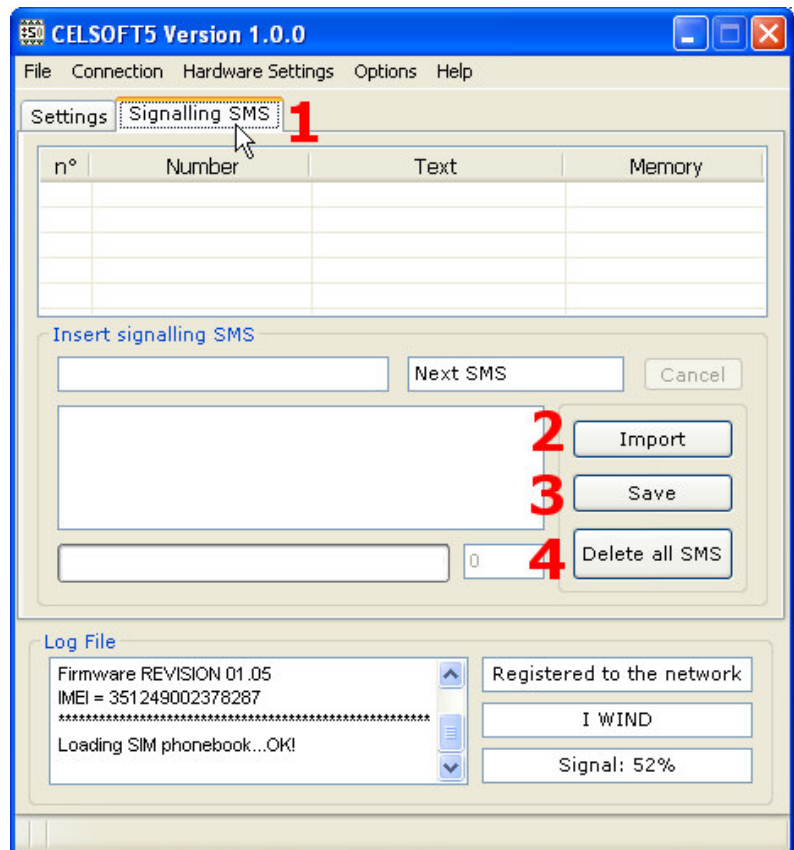 CELSOFT5 Version 1.0.0
File Connection Hardware Settings Options Help
Settings Signalling SMS 1
n° Number Text Memory
Insert signalling SMS
Next SMS Cancel
2 Import
3 Save
0 4 Delete all SMS
Log File
Firmware REVISION 01.05
IMEI = 351249002378287
*******************************************************
Loading SIM phonebook...OK!
Registered to the network
I WIND
Signal: 52%